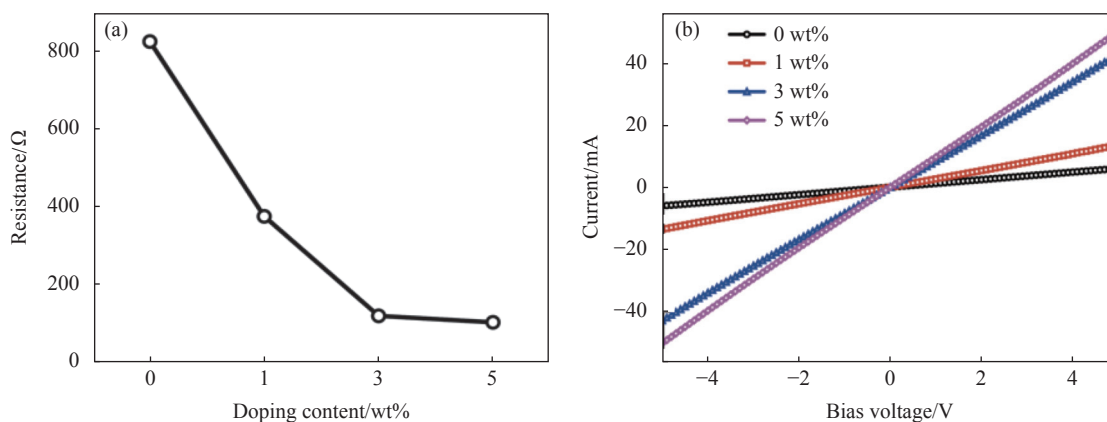 (a)
Resistance/Ω
800
600
400
200
0
0 1 3 5
Doping content/wt%
(b)
0 wt%
1 wt%
3 wt%
5 wt%
Current/mA
40
20
0
−20
−40
−4 −2 0 2 4
Bias voltage/V